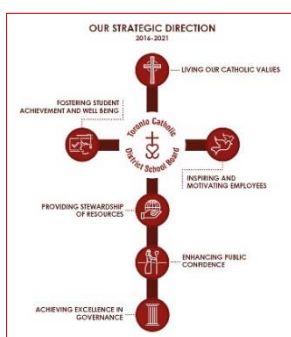 OUR STRATEGIC DIRECTION
2016-2021
LIVING OUR CATHOLIC VALUES
FOSTERING STUDENT
ACHIEVEMENT AND WELL BEING
Toronto Catholic
District School Board
INSPIRING AND
MOTIVATING EMPLOYEES
PROVIDING STEWARDSHIP
OF RESOURCES
ENHANCING PUBLIC
CONFIDENCE
ACHIEVING EXCELLENCE IN
GOVERNANCE